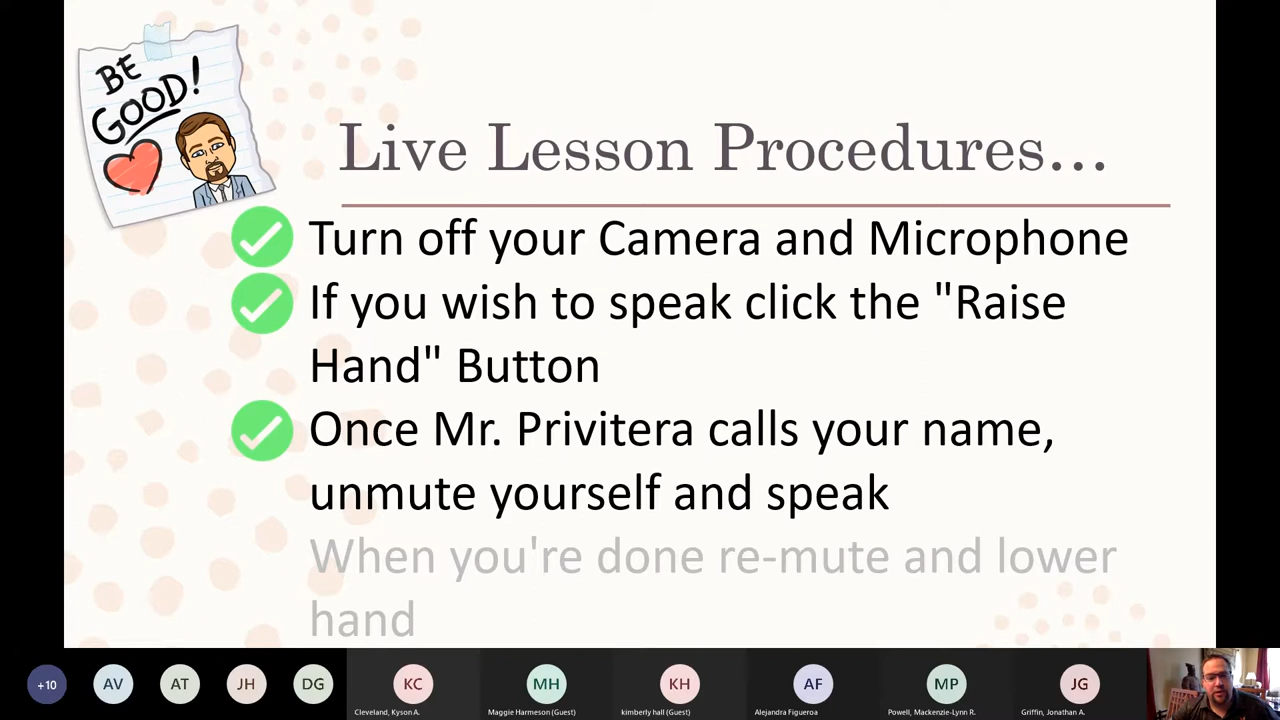 BE
GOOD!
Live Lesson Procedures...
Turn off your Camera and Microphone
If you wish to speak click the "Raise
Hand" Button
Once Mr. Privitera calls your name,
unmute yourself and speak
When you're done re-mute and lower
hand
+10
AV
AT
JH
DG
KC
MH
KH
AF
MP
JG
Cleveland, Kyson A.
Maggie Harmeson (Guest)
kimberly hall (Guest)
Alejandra Figueroa
Powell, Mackenzie-Lynn R.
Griffin, Jonathan A.